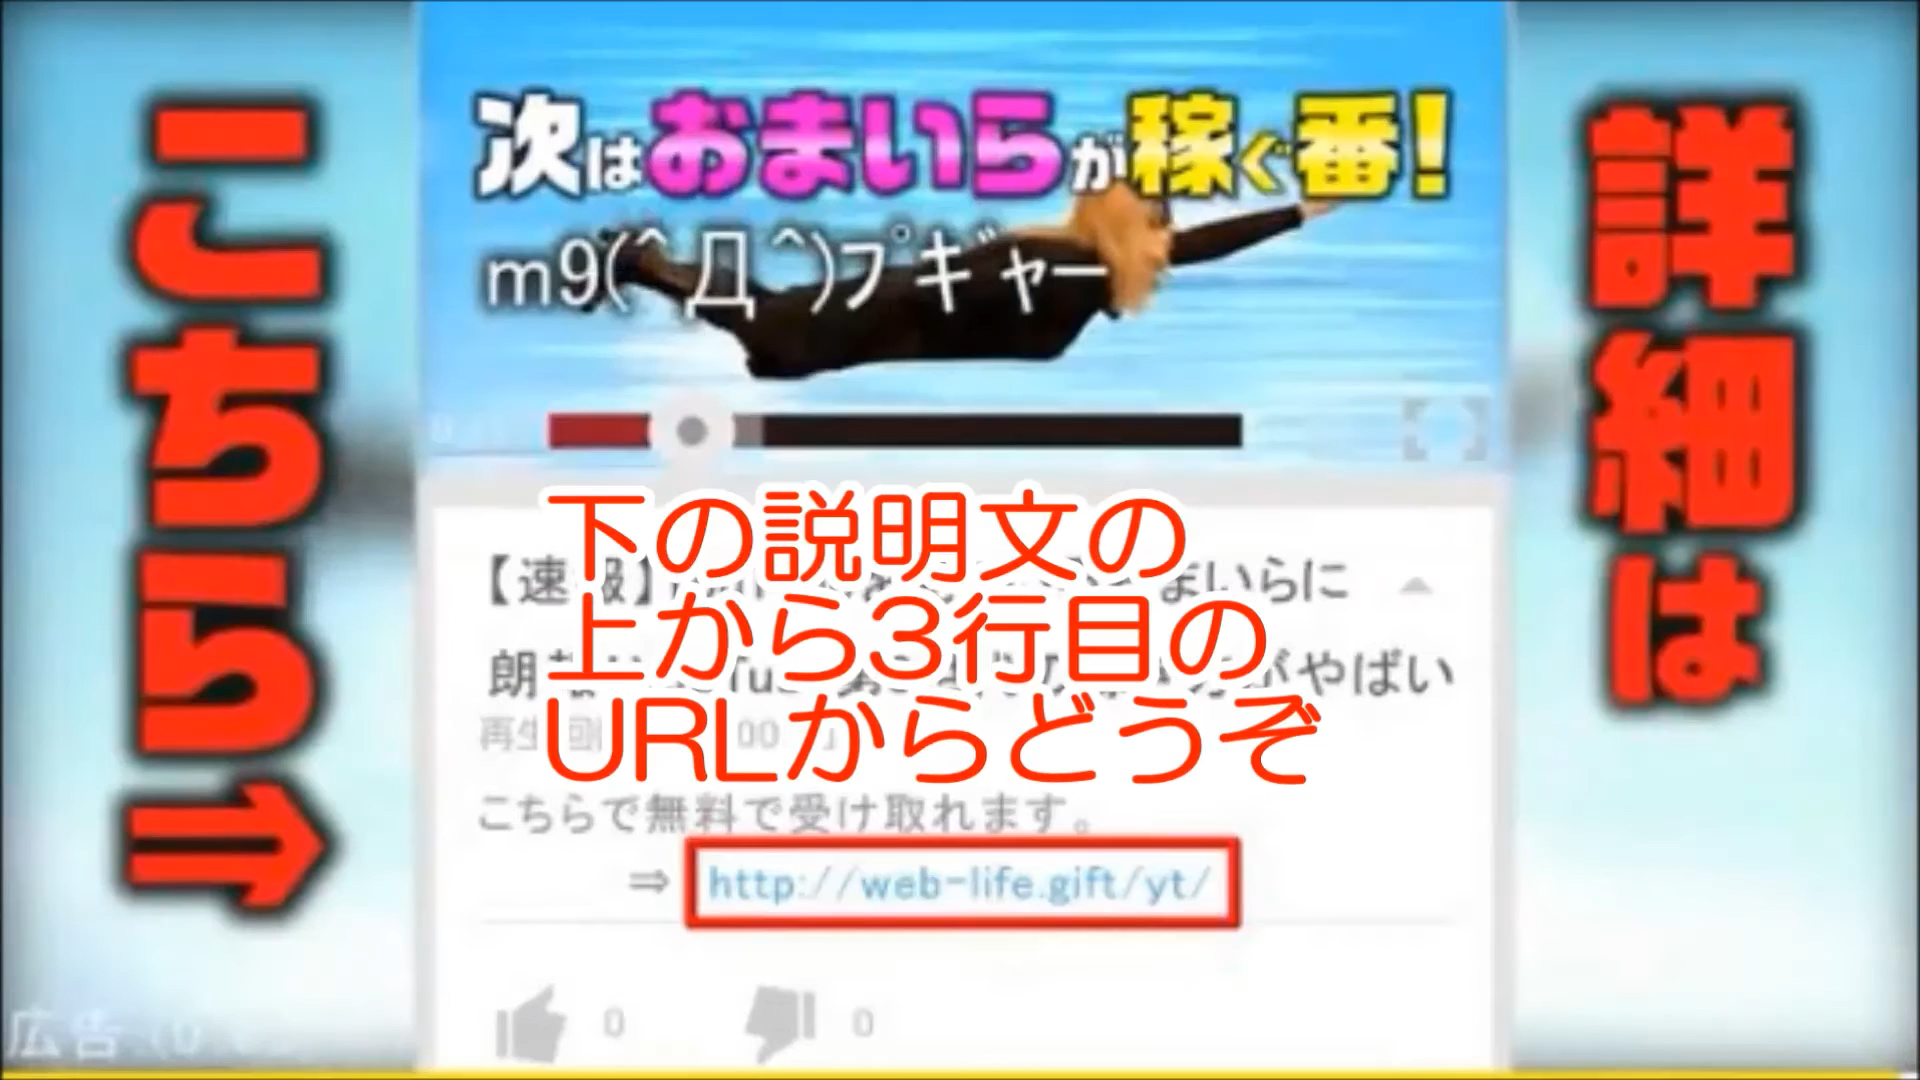 詳細は
こちら⇒
次はおまいらが稼ぐ番!
m9(^Д^)プギャー
下の説明文の
上から3行目の
URLからどうぞ
【速報】
まいらに
がやばい
こちらで無料で受け取れます。
⇒ http://web-life.gift/yt/
0
0
広告